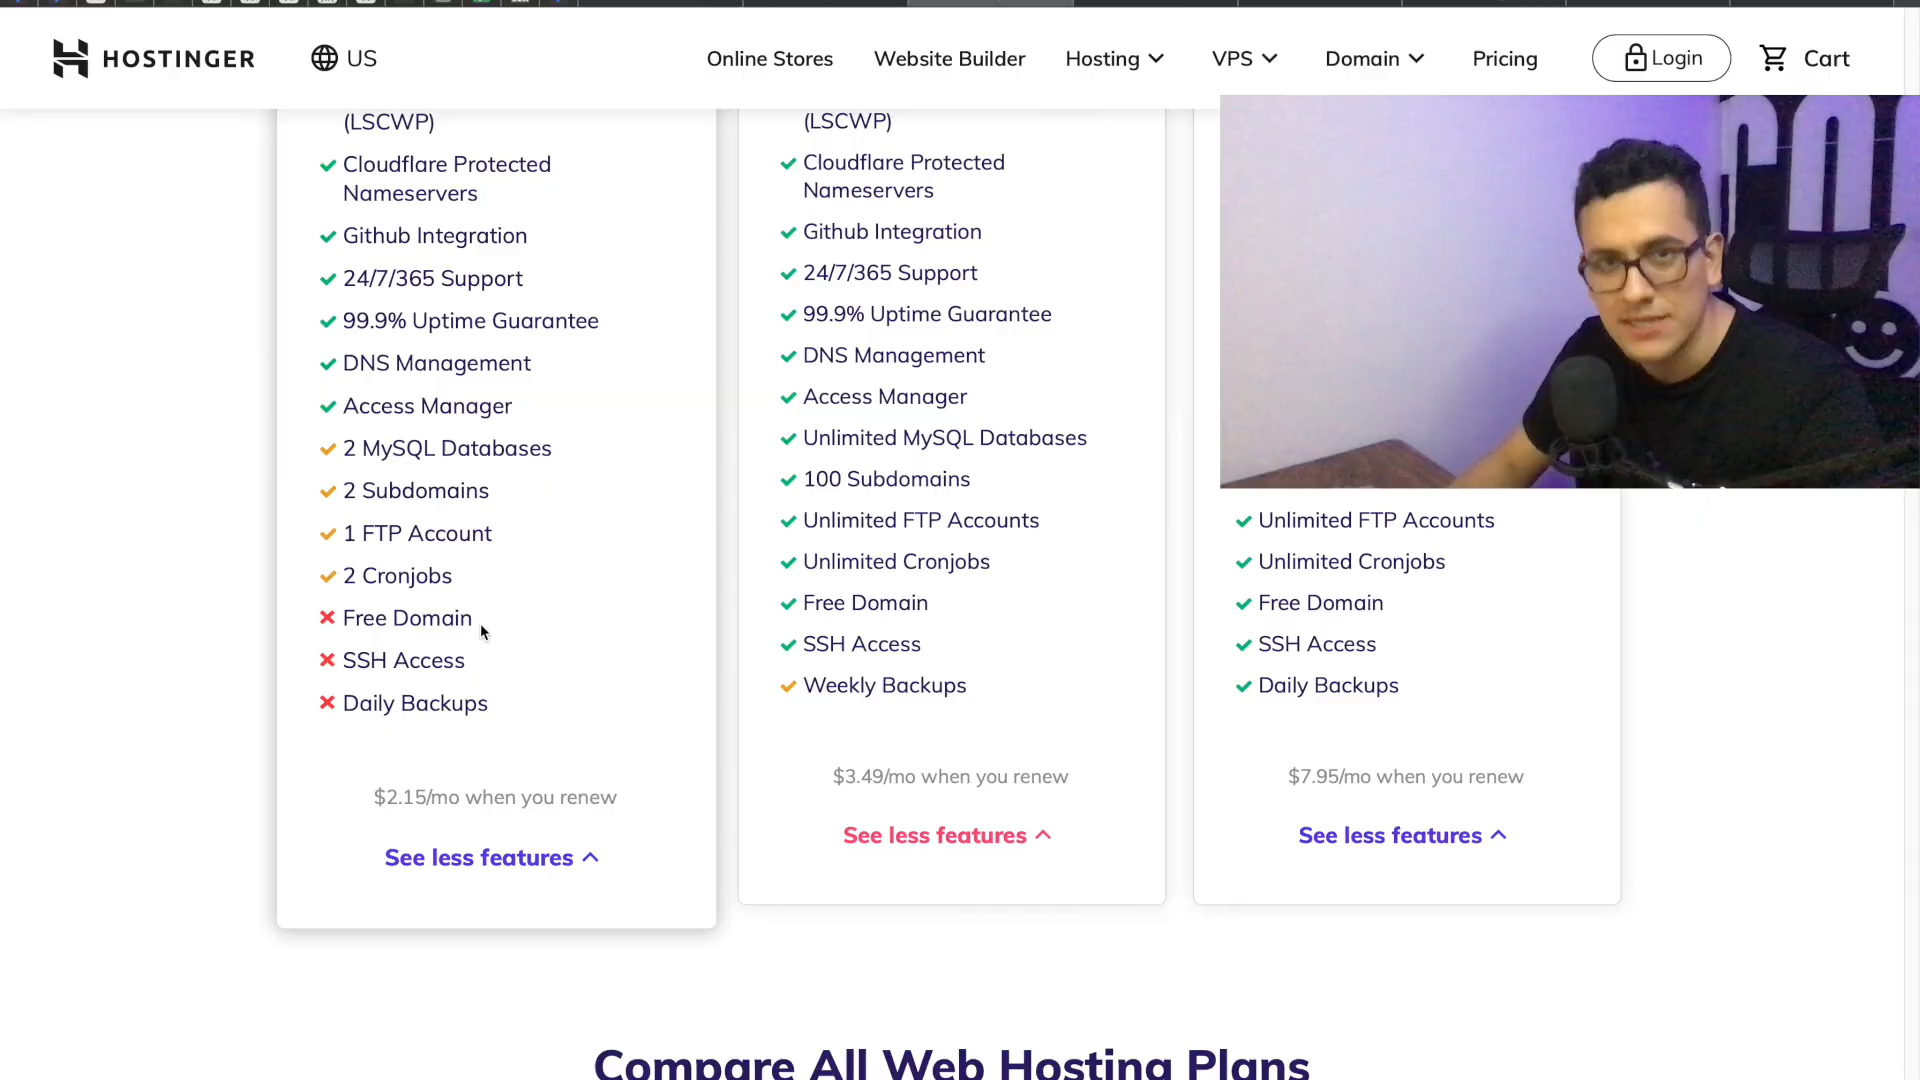 HOSTINGER
US
Online Stores
Website Builder
Hosting
VPS
Domain
Pricing
Login
Cart
(LSCWP)
Cloudflare Protected
Nameservers
Github Integration
24/7/365 Support
99.9% Uptime Guarantee
DNS Management
Access Manager
2 MySQL Databases
2 Subdomains
1 FTP Account
2 Cronjobs
Free Domain
SSH Access
Daily Backups
$2.15/mo when you renew
See less features
(LSCWP)
Cloudflare Protected
Nameservers
Github Integration
24/7/365 Support
99.9% Uptime Guarantee
DNS Management
Access Manager
Unlimited MySQL Databases
100 Subdomains
Unlimited FTP Accounts
Unlimited Cronjobs
Free Domain
SSH Access
Weekly Backups
$3.49/mo when you renew
See less features
Unlimited FTP Accounts
Unlimited Cronjobs
Free Domain
SSH Access
Daily Backups
$7.95/mo when you renew
See less features
Compare All Web Hosting Plans